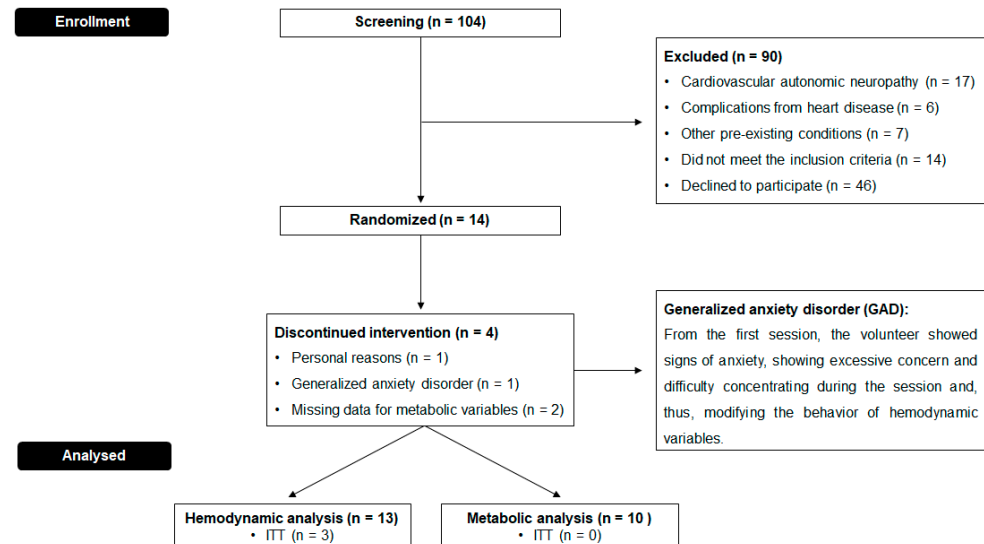 Enrollment
Screening (n = 104)
Excluded (n = 90)
• Cardiovascular autonomic neuropathy (n = 17)
• Complications from heart disease (n = 6)
• Other pre-existing conditions (n = 7)
• Did not meet the inclusion criteria (n = 14)
• Declined to participate (n = 46)
Randomized (n = 14)
Discontinued intervention (n = 4)
• Personal reasons (n = 1)
• Generalized anxiety disorder (n = 1)
• Missing data for metabolic variables (n = 2)
Generalized anxiety disorder (GAD):
From the first session, the volunteer showed
signs of anxiety, showing excessive concern and
difficulty concentrating during the session and,
thus, modifying the behavior of hemodynamic
variables.
Analysed
Hemodynamic analysis (n = 13)
• ITT (n = 3)
Metabolic analysis (n = 10 )
• ITT (n = 0)